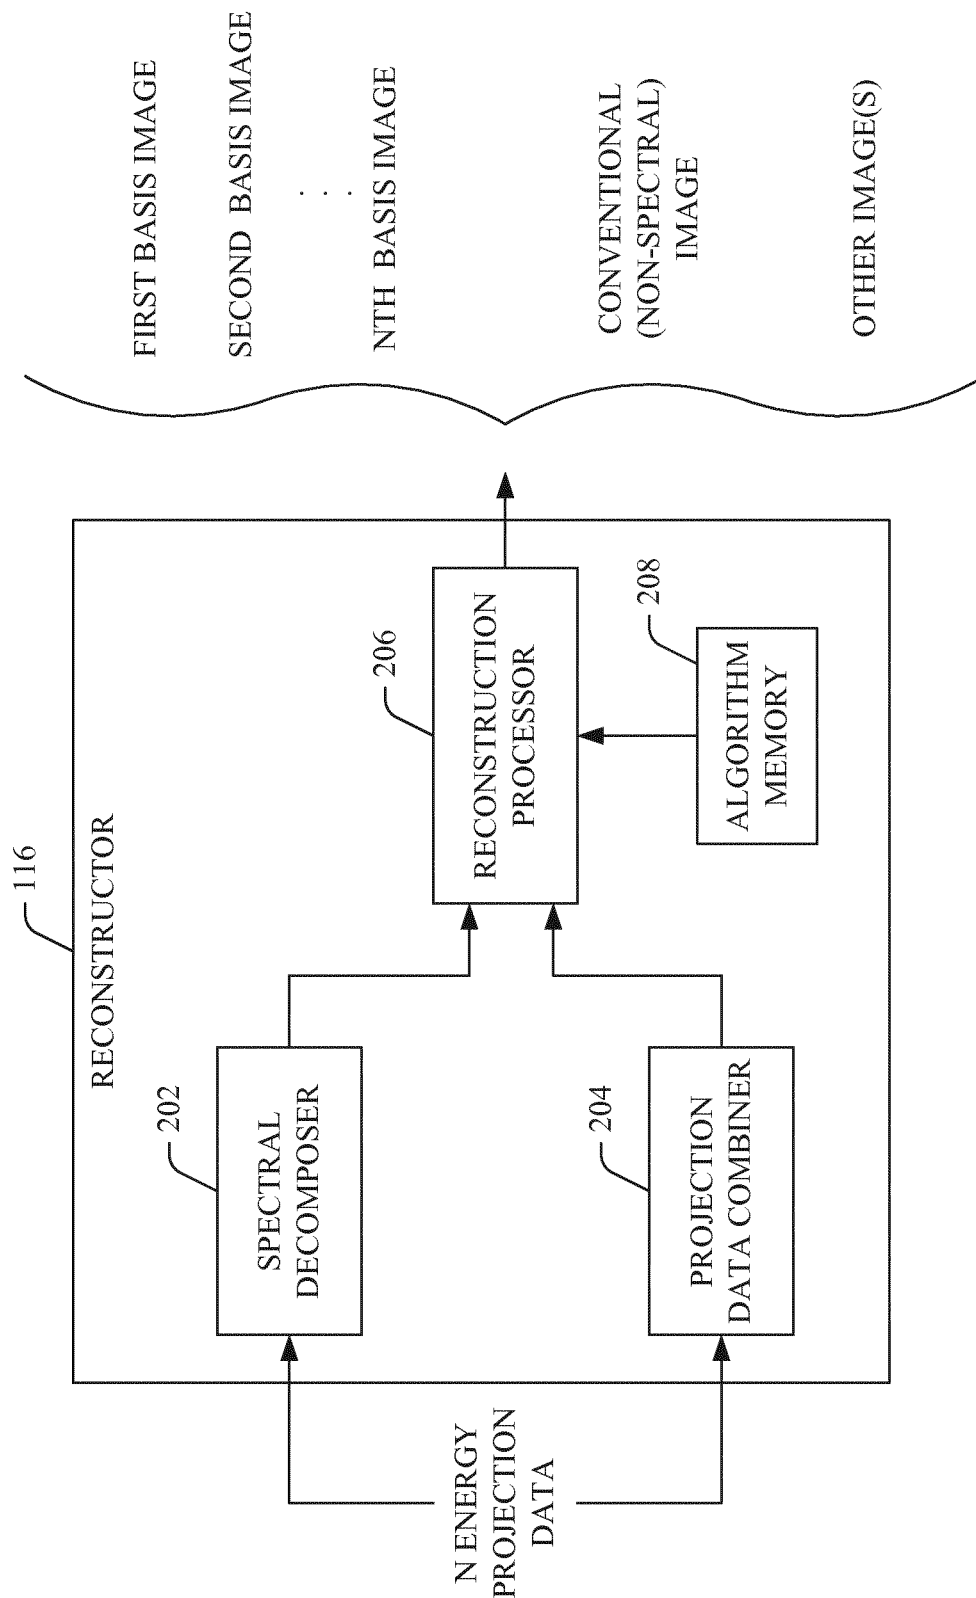 116
RECONSTRUCTOR
N ENERGY
PROJECTION
DATA
202
SPECTRAL
DECOMPOSER
204
PROJECTION
DATA COMBINER
206
RECONSTRUCTION
PROCESSOR
208
ALGORITHM
MEMORY
FIRST BASIS IMAGE
SECOND BASIS IMAGE
. . .
NTH BASIS IMAGE
CONVENTIONAL
(NON-SPECTRAL)
IMAGE
OTHER IMAGE(S)